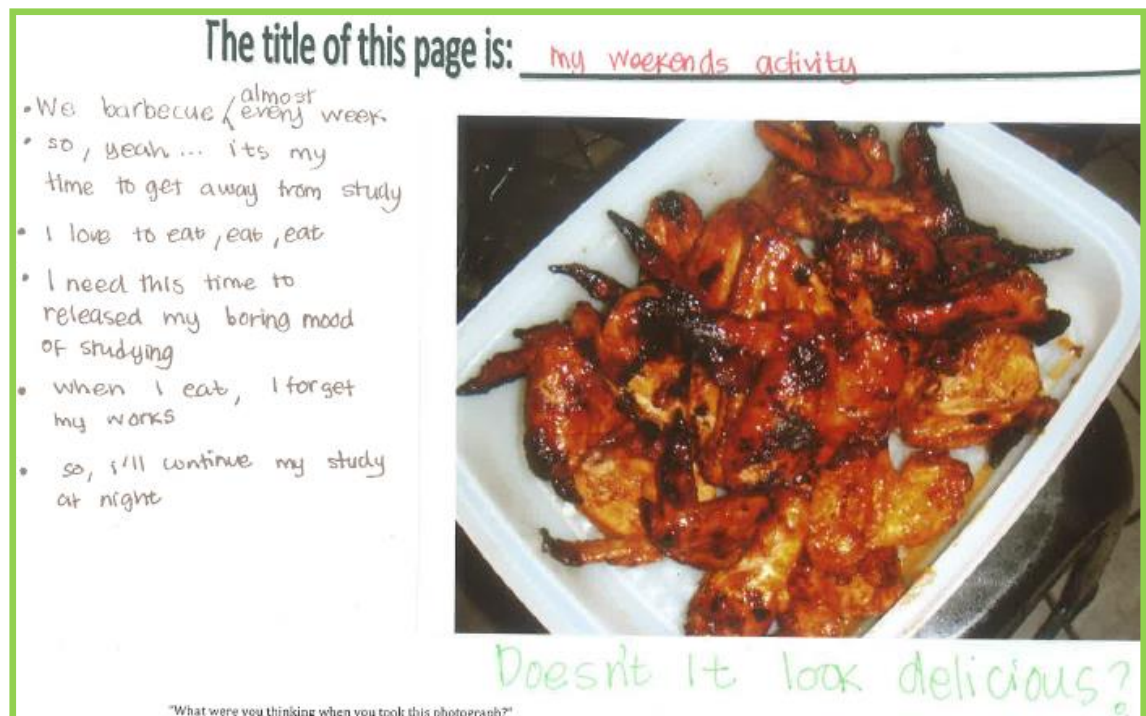 The title of this page is: my weekends activity
• We barbecue almost every week.
• so, yeah... its my
time to get away from study
• I love to eat, eat, eat
• I need this time to
released my boring mood
of studying
• when I eat, I forget
my works
• so, i'll continue my study
at night
Doesn't It look delicious?
"What were you thinking when you took this photograph?"